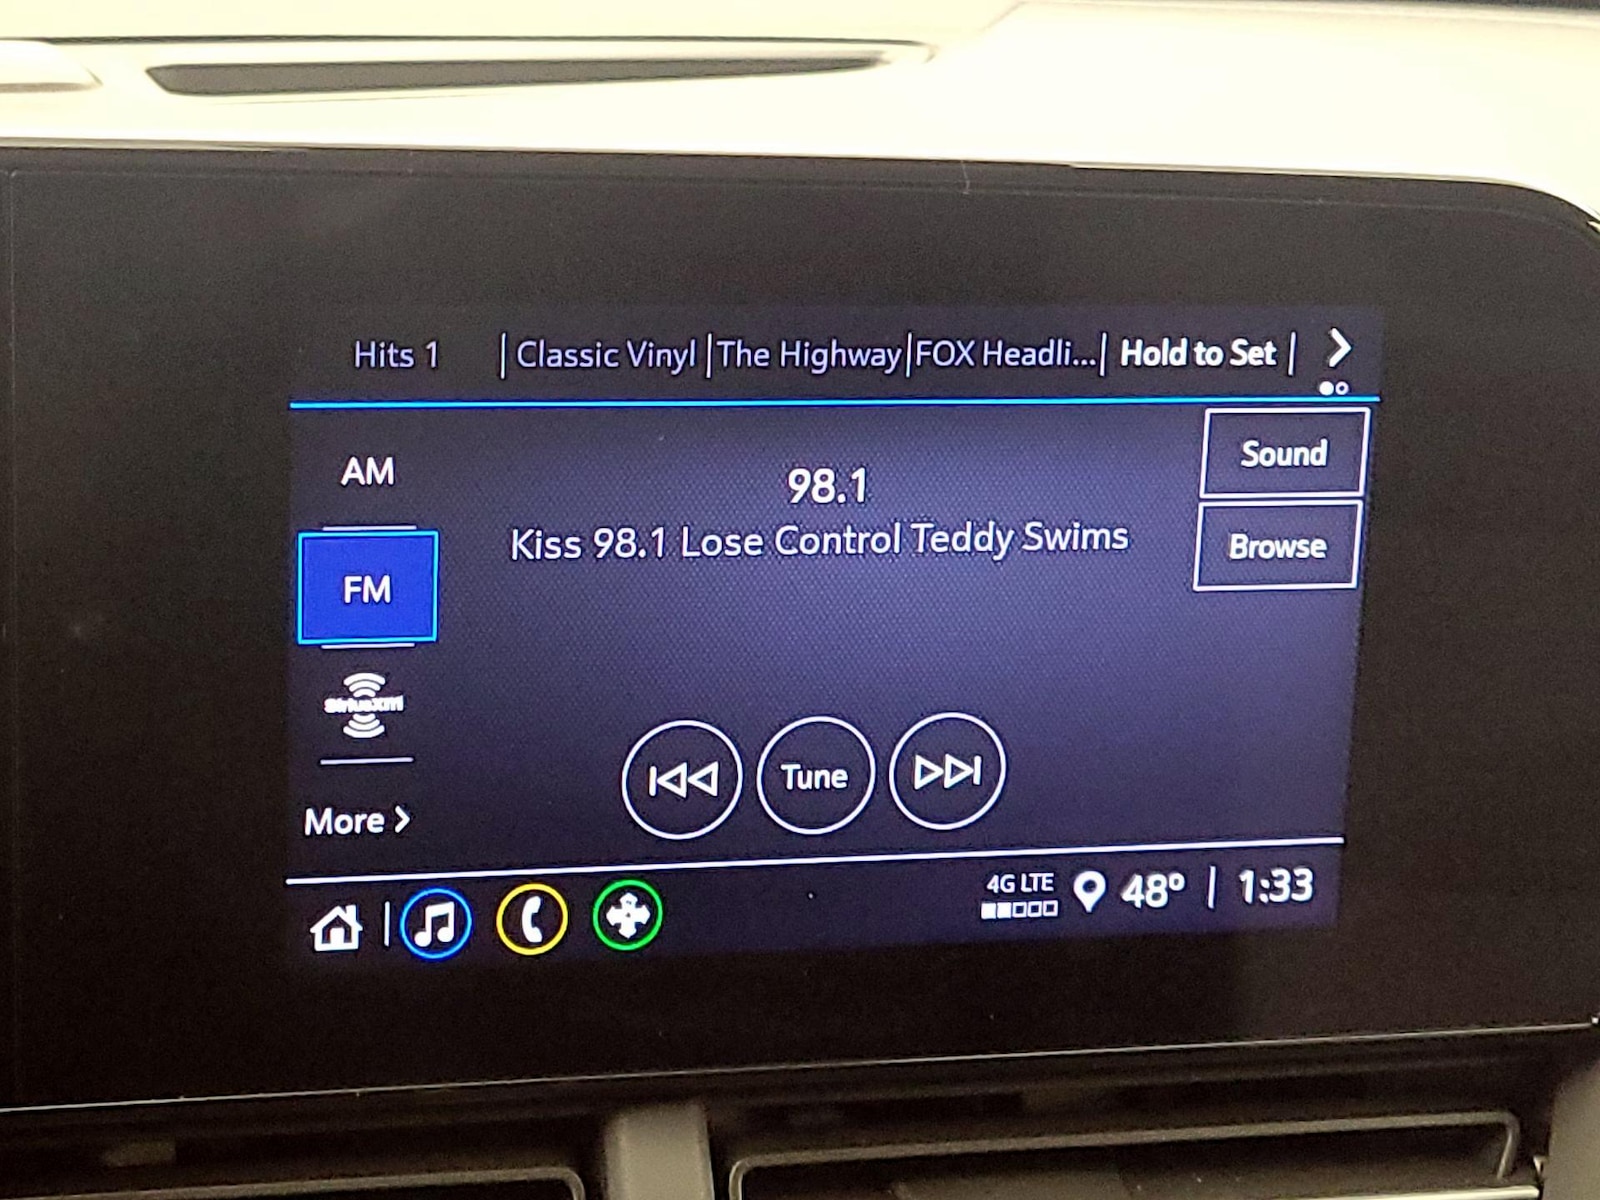 Hits 1 | Classic Vinyl | The Highway | FOX Headli... | Hold to Set |
Sound
AM
98.1
Kiss 98.1 Lose Control Teddy Swims
Browse
FM
SiriusXM
Tune
More >
4G LTE
48° | 1:33